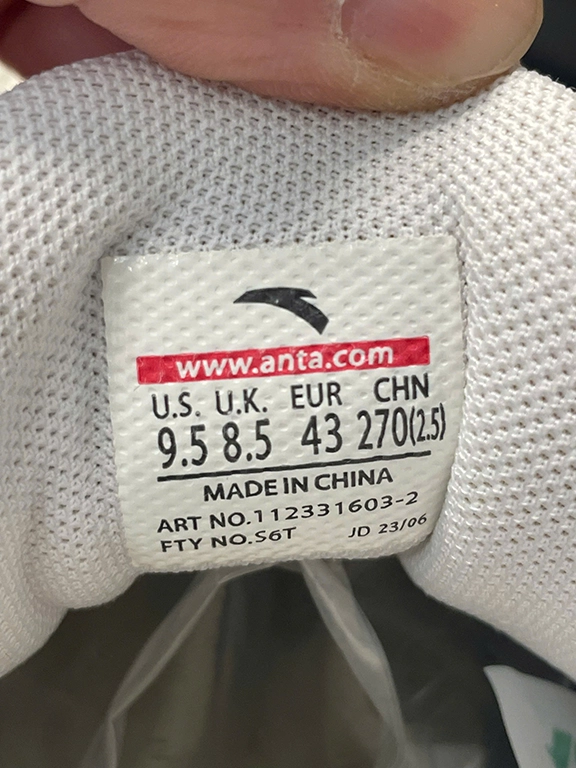 www.anta.com
U.S. U.K. EUR CHN
9.5 8.5 43 270(2.5)
MADE IN CHINA
ART NO.112331603-2
FTY NO.S6T JD 23/06